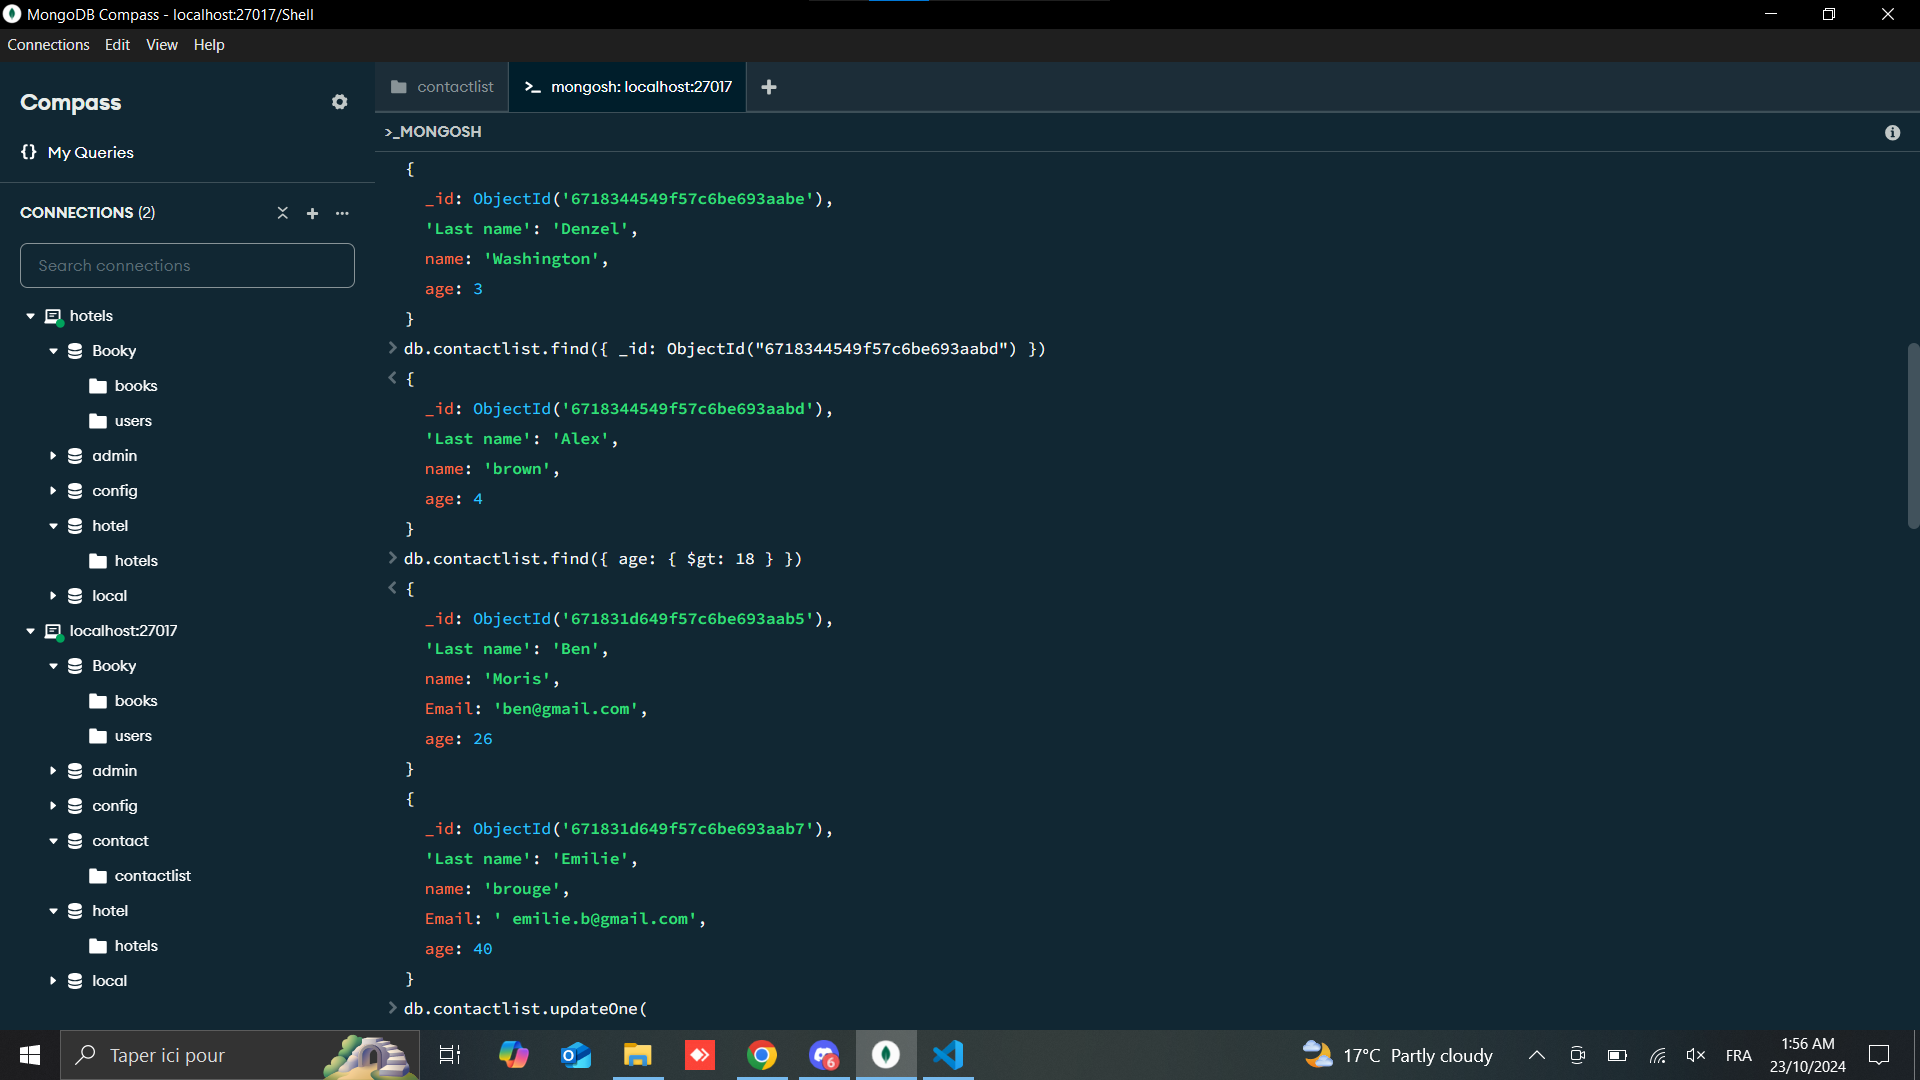 MongoDB Compass - localhost:27017/Shell
Connections Edit View Help
Compass
{} My Queries
CONNECTIONS (2)
Search connections
hotels
Booky
books
users
admin
config
hotel
hotels
local
localhost:27017
Booky
books
users
admin
config
contact
contactlist
hotel
hotels
local
contactlist
>_ mongosh: localhost:27017
>_MONGOSH
{
_id: ObjectId('6718344549f57c6be693aabe'),
'Last name': 'Denzel',
name: 'Washington',
age: 3
}
> db.contactlist.find({ _id: ObjectId("6718344549f57c6be693aabd") })
< {
_id: ObjectId('6718344549f57c6be693aabd'),
'Last name': 'Alex',
name: 'brown',
age: 4
}
> db.contactlist.find({ age: { $gt: 18 } })
< {
_id: ObjectId('671831d649f57c6be693aab5'),
'Last name': 'Ben',
name: 'Moris',
Email: 'ben@gmail.com',
age: 26
}
{
_id: ObjectId('671831d649f57c6be693aab7'),
'Last name': 'Emilie',
name: 'brouge',
Email: ' emilie.b@gmail.com',
age: 40
}
> db.contactlist.updateOne(
Taper ici pour
6
17°C Partly cloudy
FRA
1:56 AM
23/10/2024